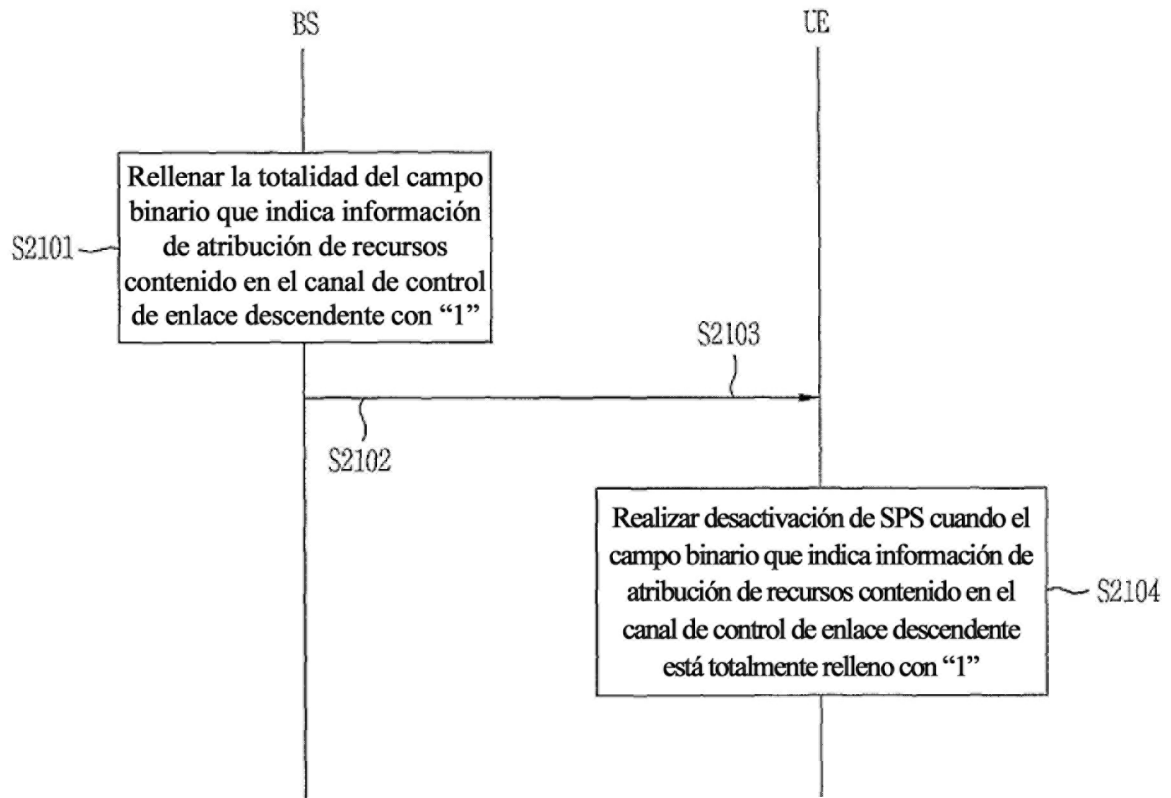 BS
UE
Rellenar la totalidad del campo
binario que indica información
de atribución de recursos
contenido en el canal de control
de enlace descendente con “1”
S2101
S2103
S2102
Realizar desactivación de SPS cuando el
campo binario que indica información de
atribución de recursos contenido en el
canal de control de enlace descendente
está totalmente relleno con “1”
S2104